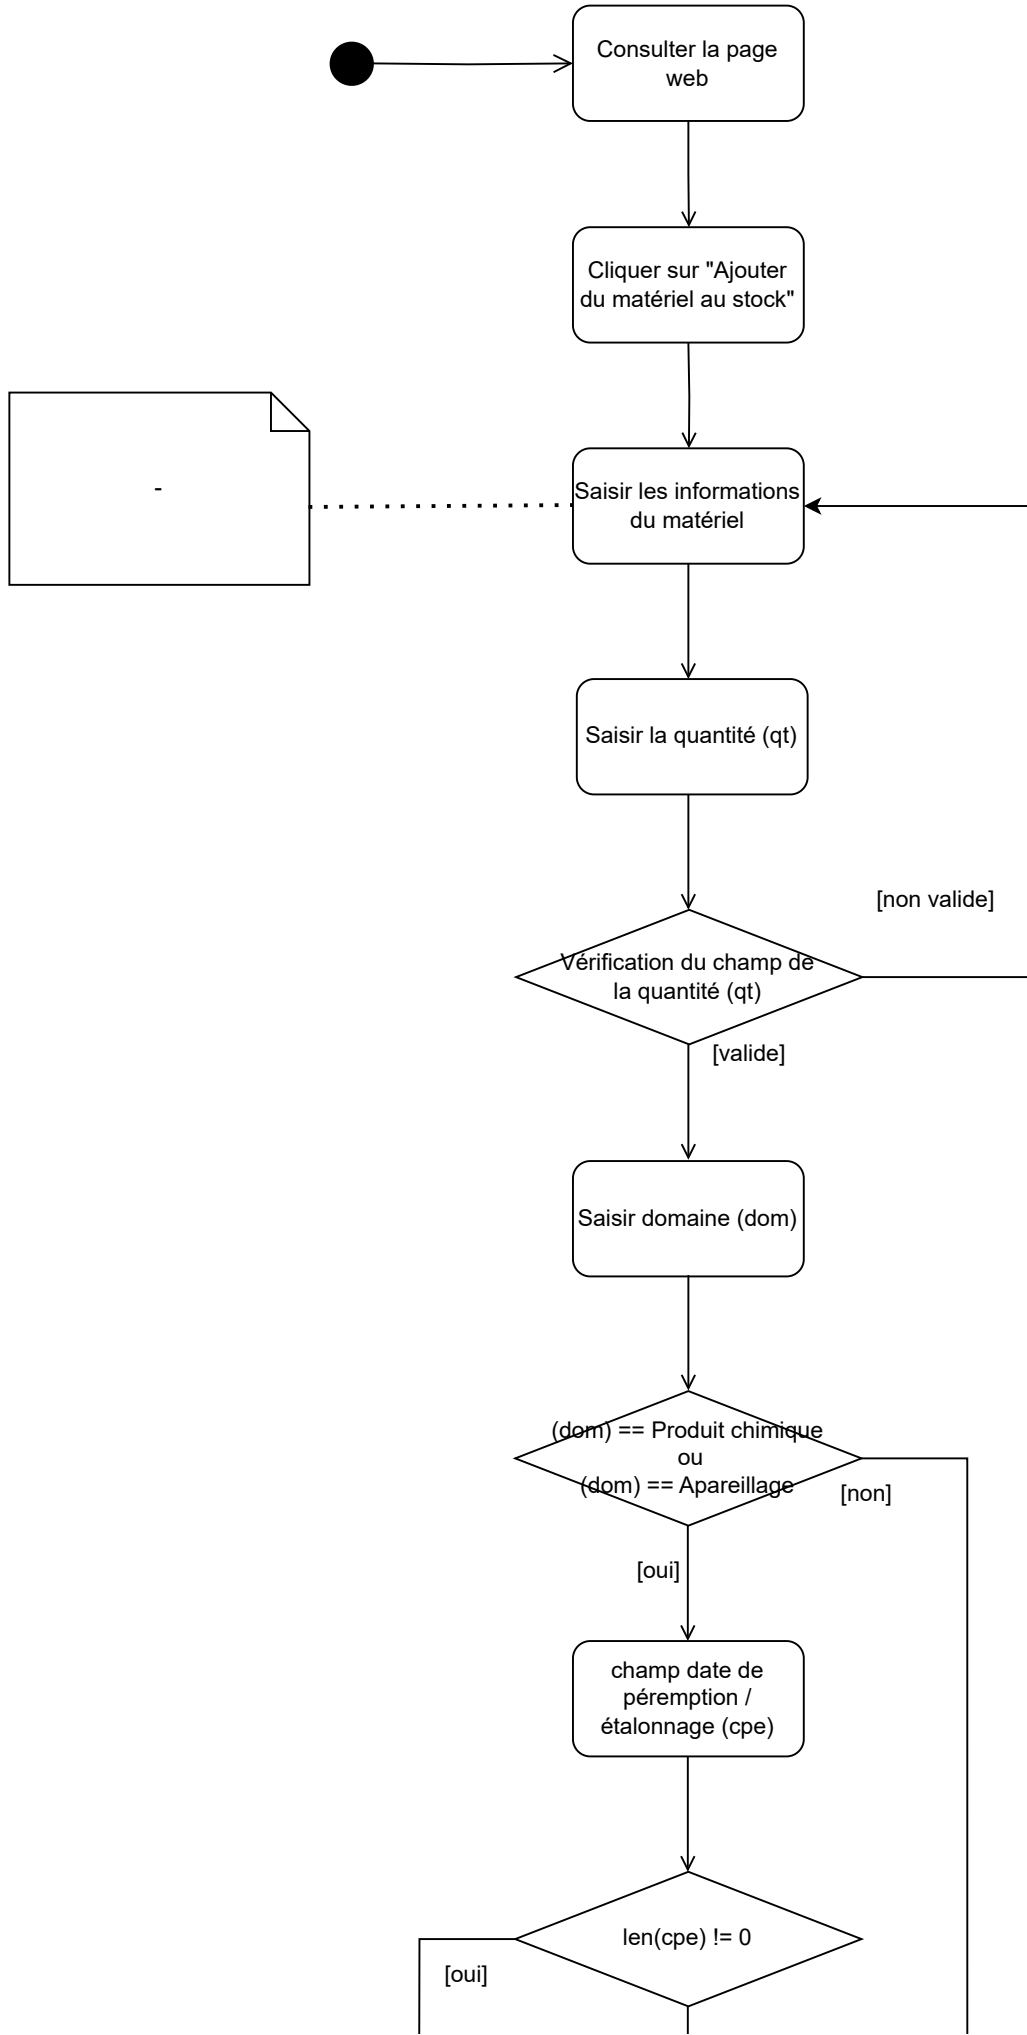 Consulter la page
web
Cliquer sur "Ajouter
du matériel au stock"
-
Saisir les informations
du matériel
Saisir la quantité (qt)
[non valide]
Vérification du champ de
la quantité (qt)
[valide]
Saisir domaine (dom)
(dom) == Produit chimique
ou
(dom) == Apareillage
[non]
[oui]
champ date de
péremption /
étalonnage (cpe)
len(cpe) != 0
[oui]